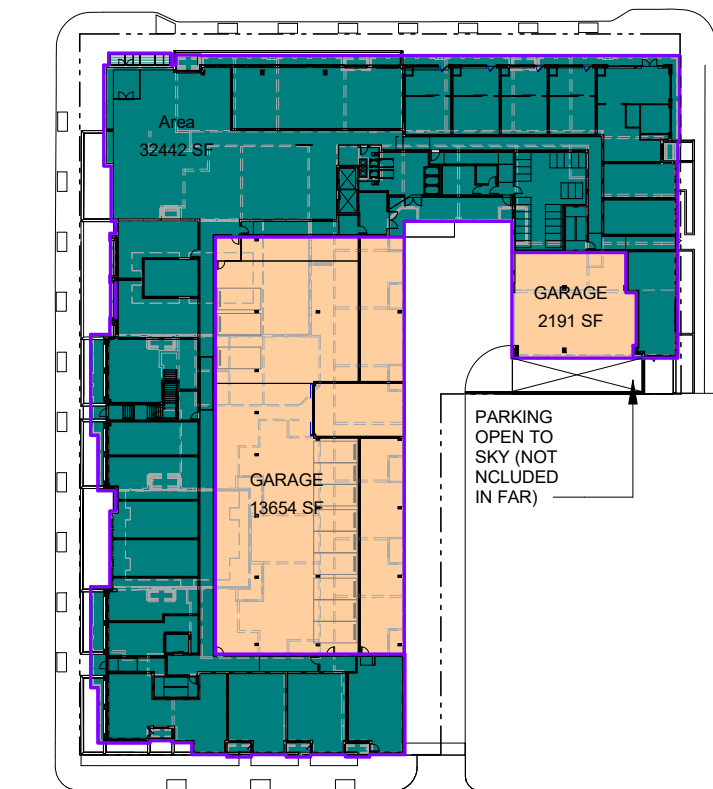 Area
32442 SF
GARAGE
2191 SF
PARKING
OPEN TO
SKY (NOT
NCLUDED
IN FAR)
GARAGE
13654 SF